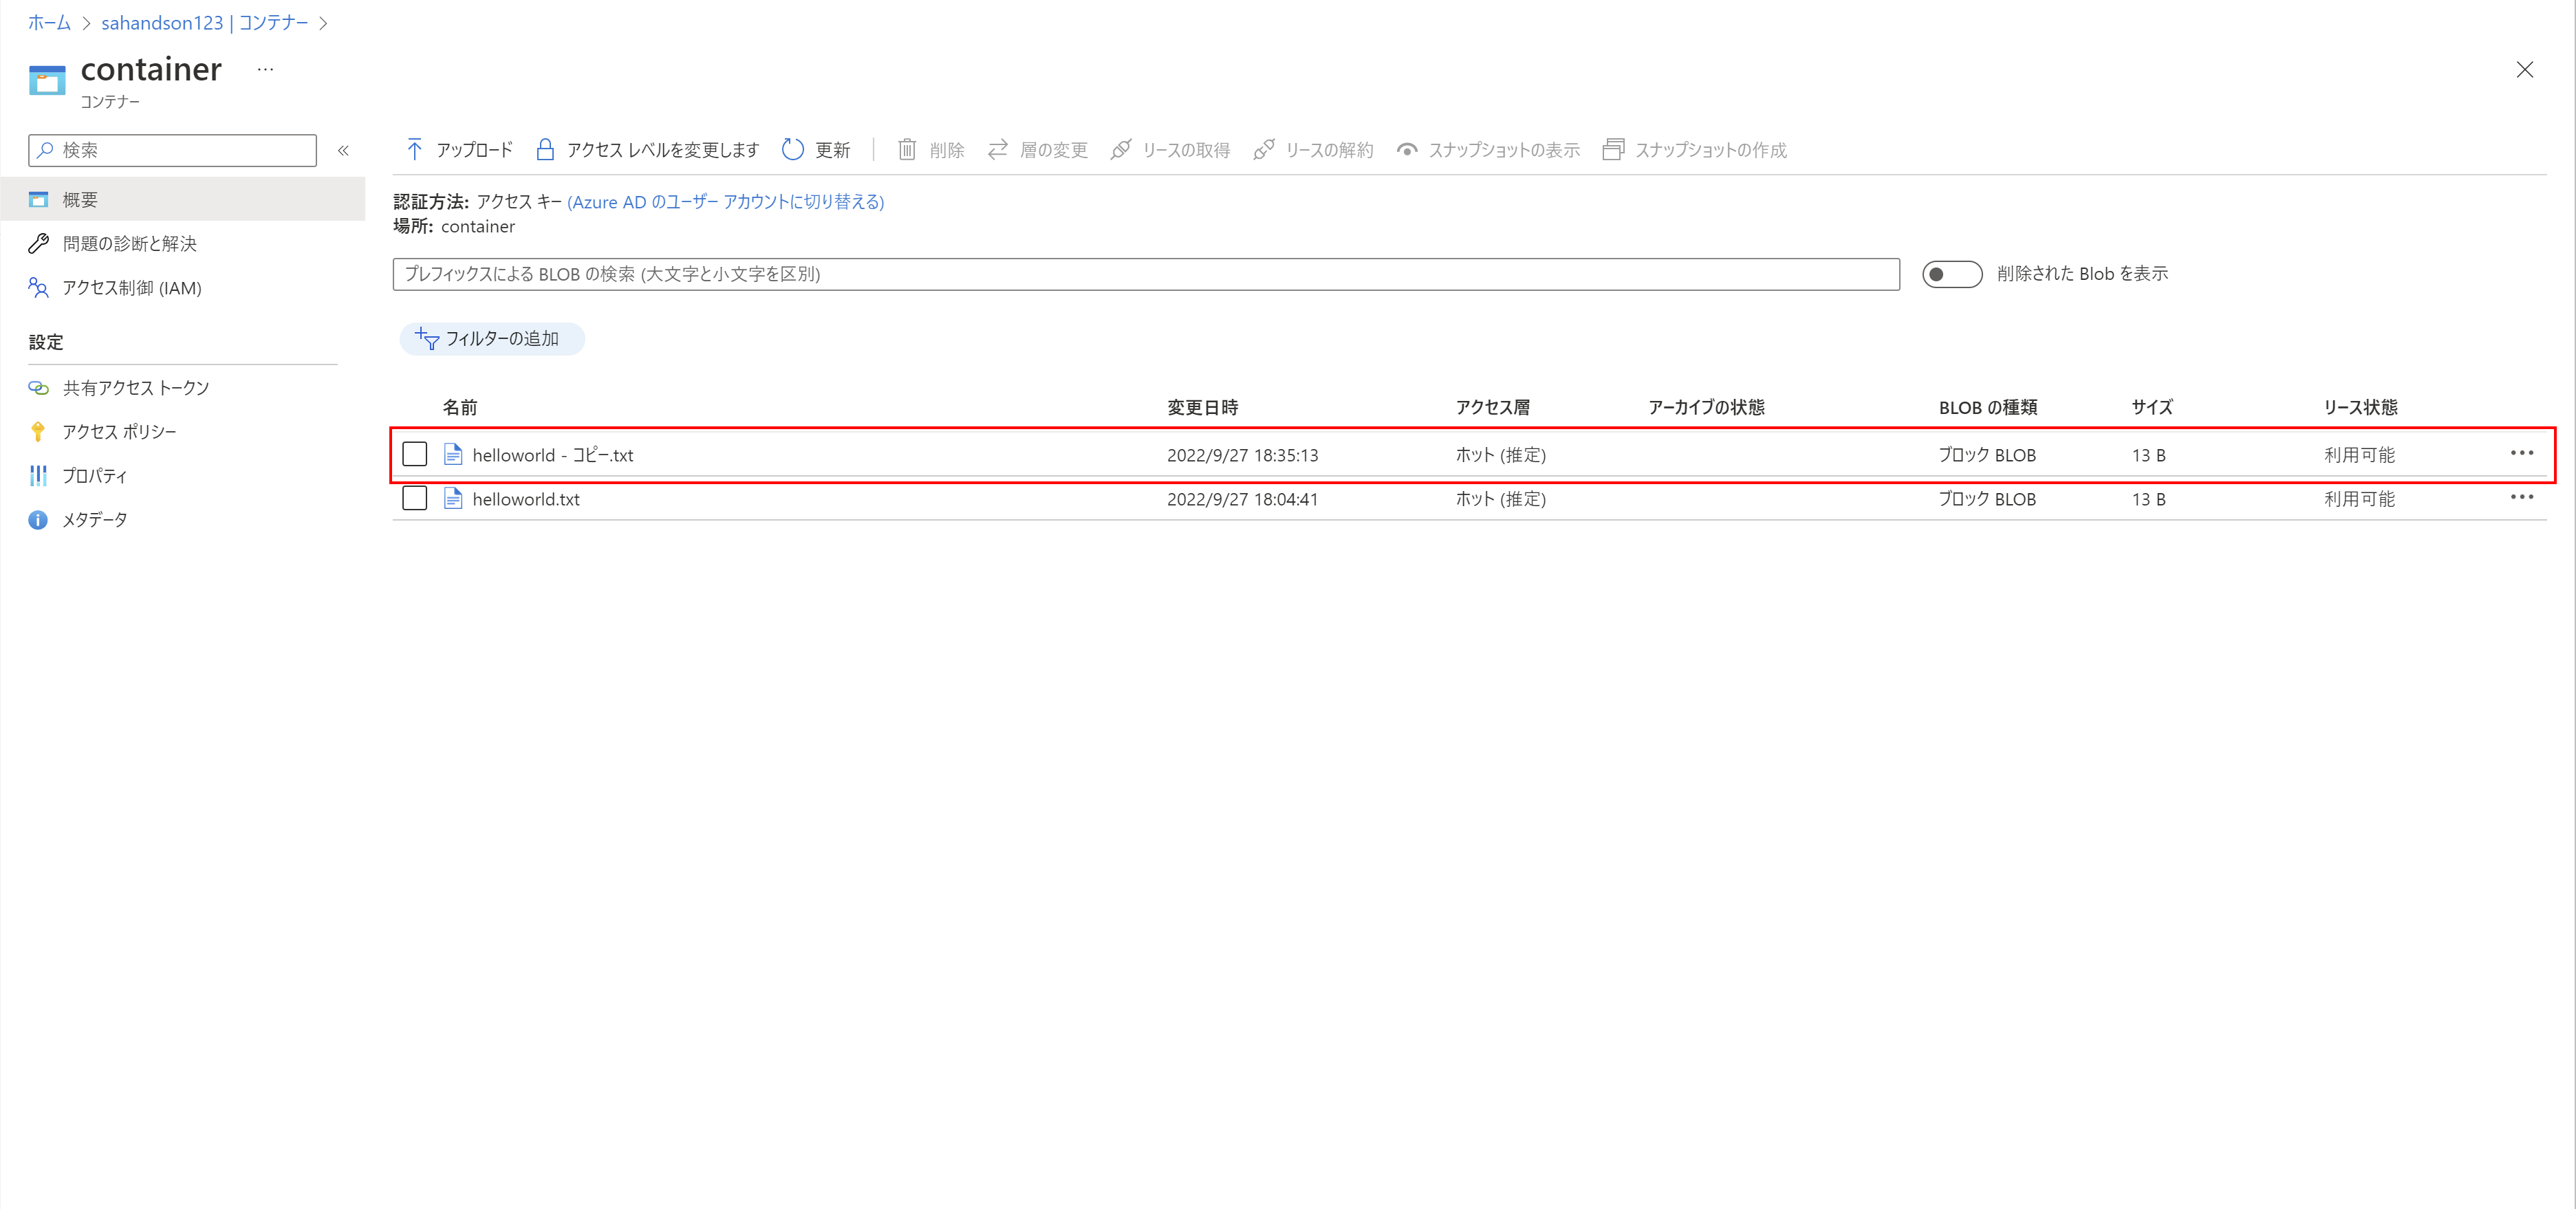 ホーム > sahandson123 | コンテナー >
container ...
コンテナー
検索 «
アップロード アクセス レベルを変更します 更新 削除 層の変更 リースの取得 リースの解約 スナップショットの表示 スナップショットの作成
概要
問題の診断と解決
アクセス制御 (IAM)
設定
共有アクセス トークン
アクセス ポリシー
プロパティ
メタデータ
認証方法: アクセス キー (Azure AD のユーザー アカウントに切り替える)
場所: container
プレフィックスによる BLOB の検索 (大文字と小文字を区別) 削除された Blob を表示
フィルターの追加
名前 変更日時 アクセス層 アーカイブの状態 BLOB の種類 サイズ リース状態
helloworld - コピー.txt 2022/9/27 18:35:13 ホット (推定) ブロック BLOB 13 B 利用可能 •••
helloworld.txt 2022/9/27 18:04:41 ホット (推定) ブロック BLOB 13 B 利用可能 •••